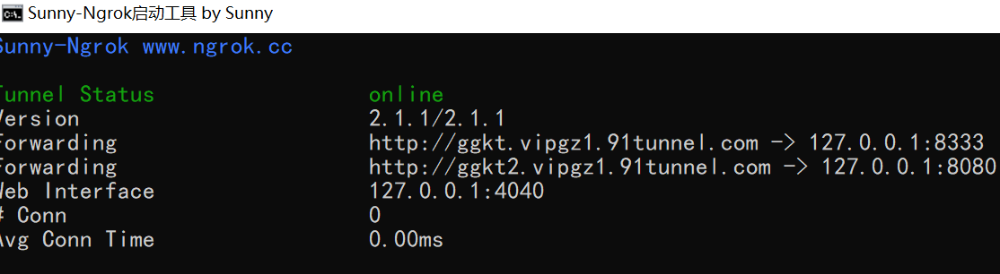 Sunny-Ngrok启动工具 by Sunny
Sunny-Ngrok www.ngrok.cc
Tunnel Status online
Version 2.1.1/2.1.1
Forwarding http://ggkt.vipgz1.91tunnel.com -> 127.0.0.1:8333
Forwarding http://ggkt2.vipgz1.91tunnel.com -> 127.0.0.1:8080
Web Interface 127.0.0.1:4040
# Conn 0
Avg Conn Time 0.00ms